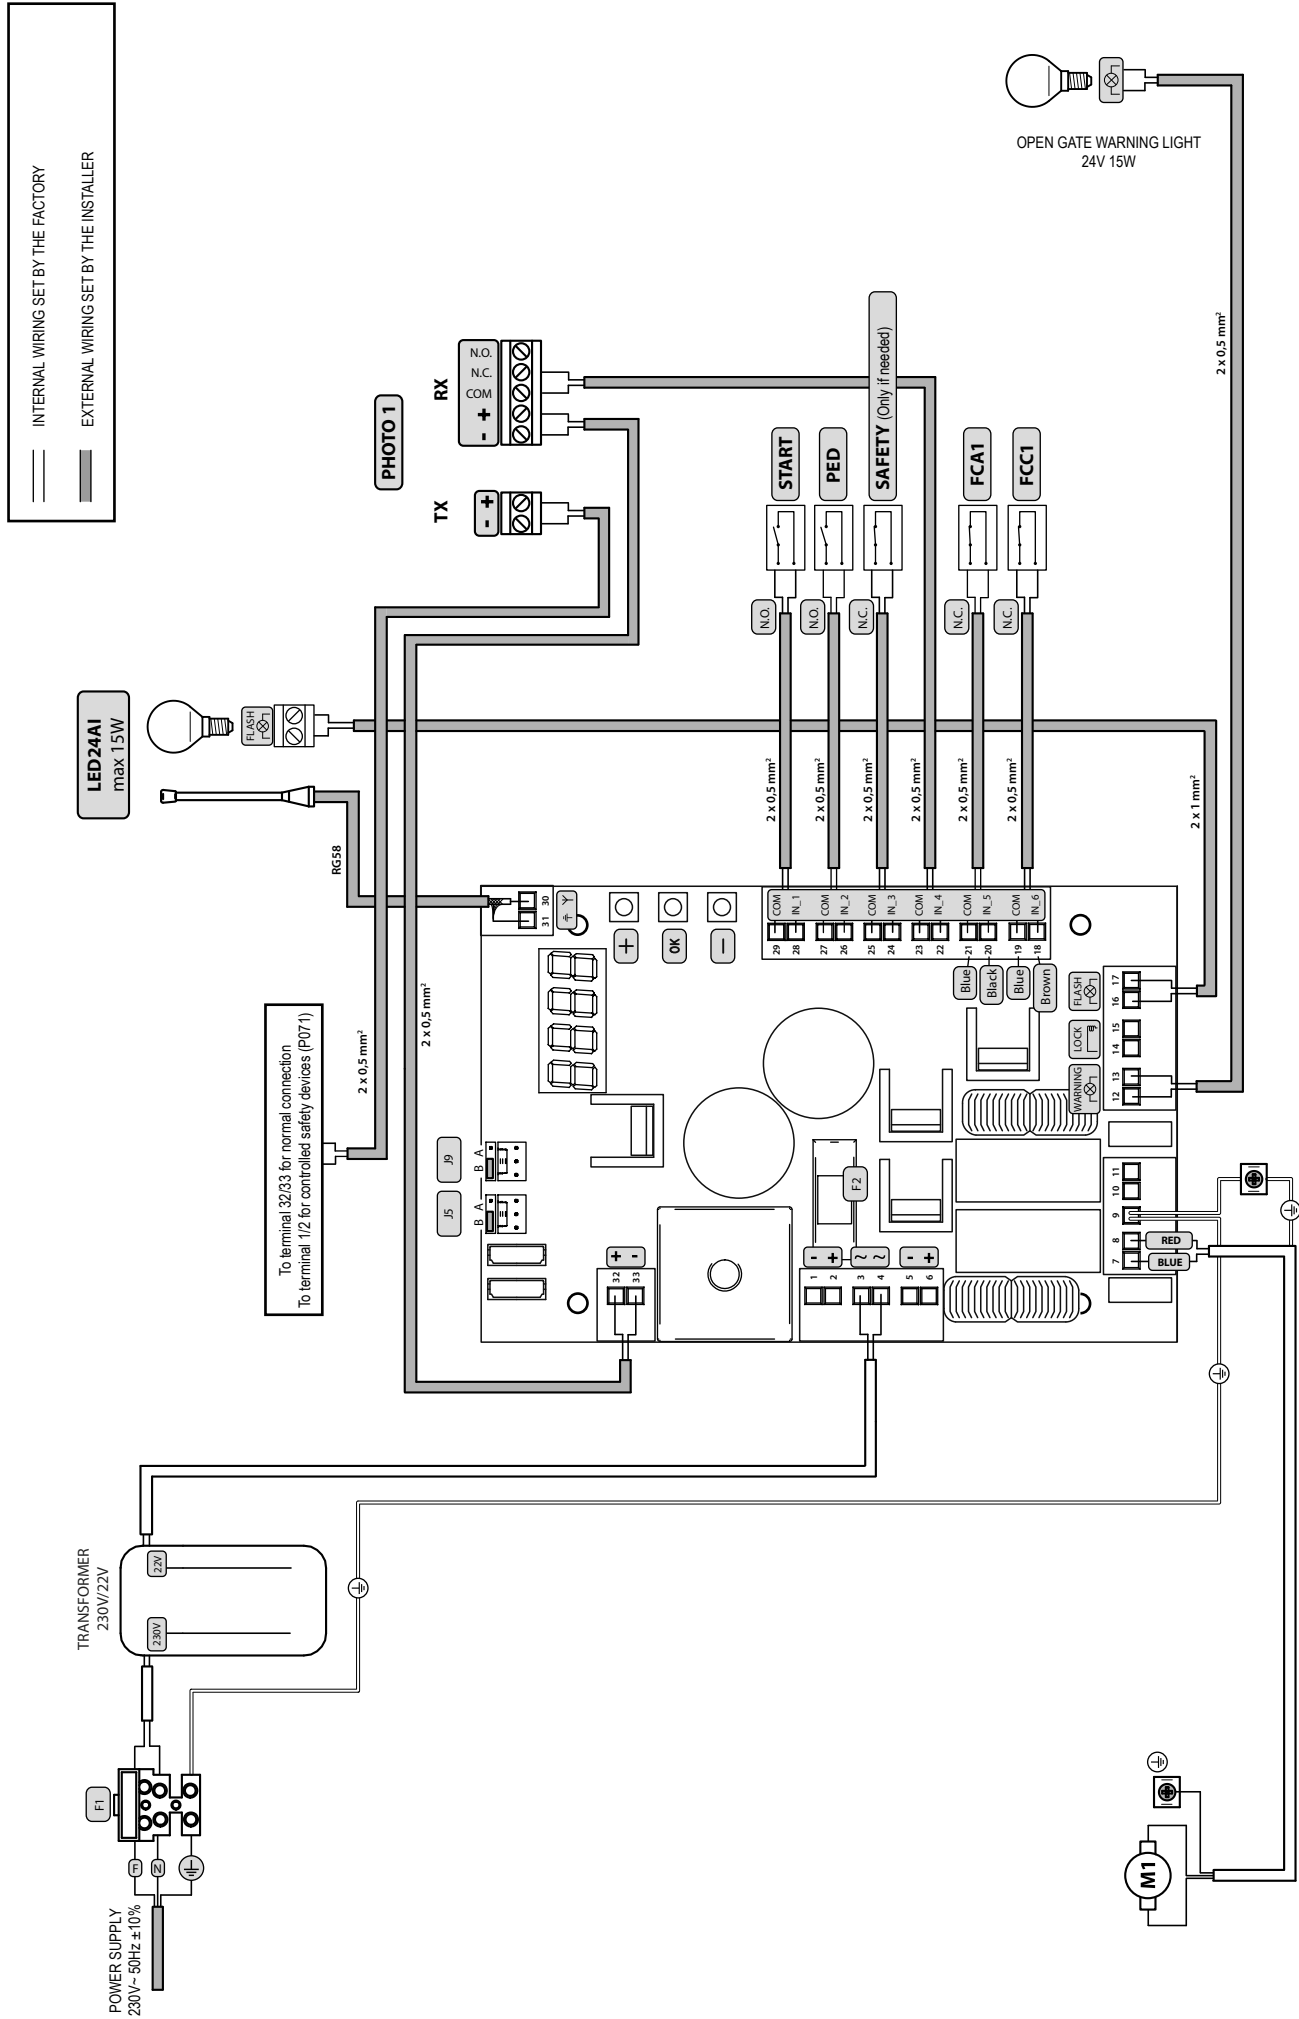 INTERNAL WIRING SET BY THE FACTORY
EXTERNAL WIRING SET BY THE INSTALLER
OPEN GATE WARNING LIGHT
24V 15W
2 x 0,5 mm²
PHOTO 1
RX
N.O.
N.C.
COM
+
-
TX
- +
START
PED
SAFETY (Only if needed)
FCA1
FCC1
N.O.
N.O.
N.C.
N.C.
N.C.
LED24AI
max 15W
FLASH
RG58
2 x 0,5 mm²
2 x 0,5 mm²
2 x 0,5 mm²
2 x 0,5 mm²
2 x 0,5 mm²
2 x 0,5 mm²
2 x 1 mm²
To terminal 32/33 for normal connection
To terminal 1/2 for controlled safety devices (P071)
2 x 0,5 mm²
2 x 0,5 mm²
31 30
+
OK
-
COM
IN_1
COM
IN_2
COM
IN_3
COM
IN_4
COM
IN_5
COM
IN_6
29
28
27
26
25
24
23
22
21
20
19
18
Blue
Black
Blue
Brown
FLASH
LOCK
WARNING
17
16
15
14
13
12
11
10
9
8
7
RED
BLUE
J9
B A
J5
B A
F2
+
-
32
33
-
+
~
~
-
+
1
2
3
4
5
6
TRANSFORMER
230V/22V
230V
22V
F1
F
N
POWER SUPPLY
230V~ 50Hz ±10%
M1